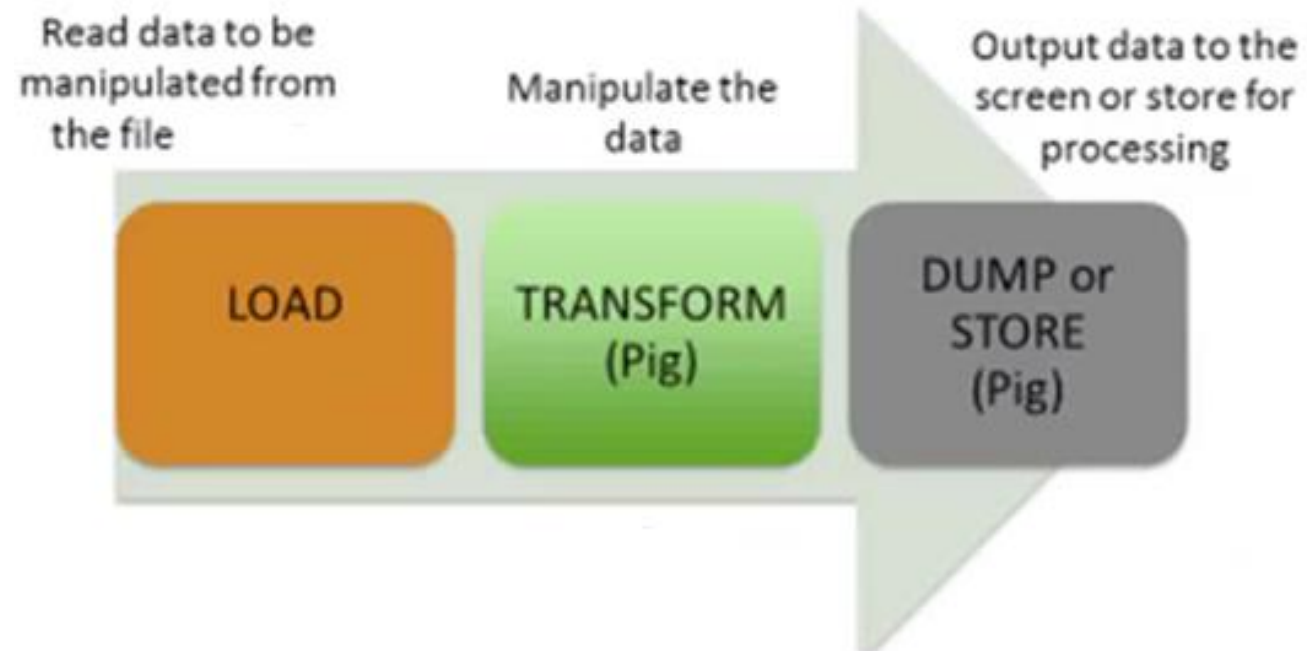 Read data to be
manipulated from
the file
Manipulate the
data
Output data to the
screen or store for
processing
LOAD
TRANSFORM
(Pig)
DUMP or
STORE
(Pig)